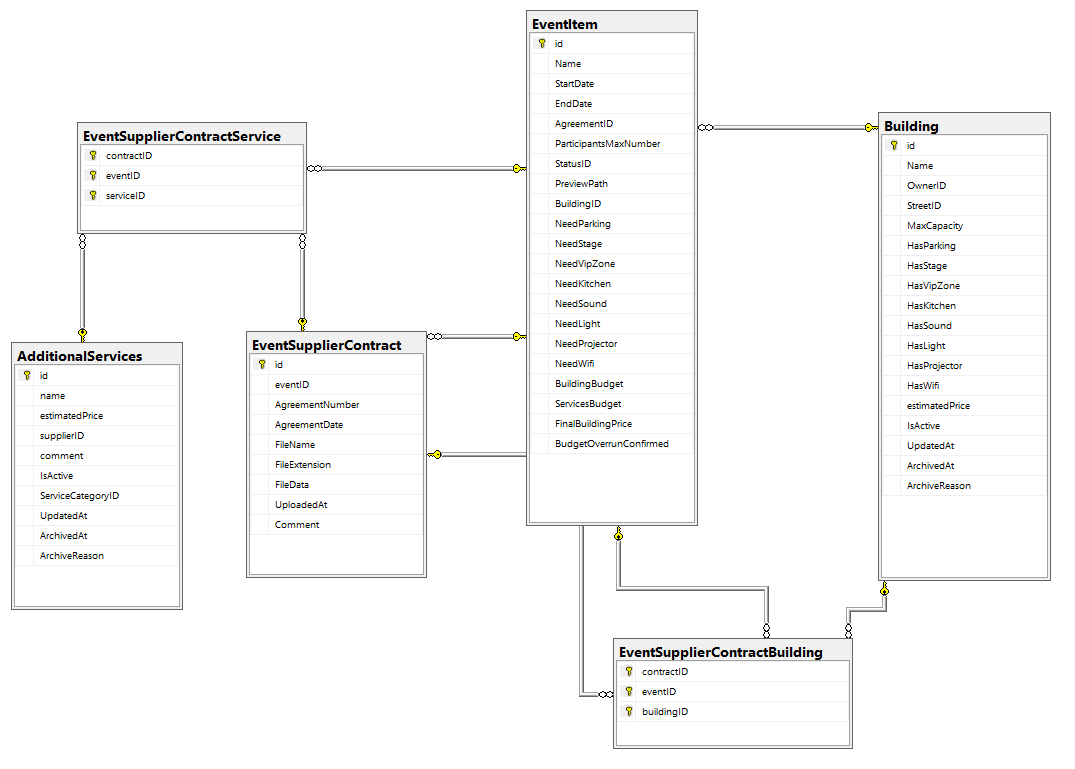 EventItem
id
Name
StartDate
EndDate
AgreementID
ParticipantsMaxNumber
StatusID
PreviewPath
BuildingID
NeedParking
NeedStage
NeedVipZone
NeedKitchen
NeedSound
NeedLight
NeedProjector
NeedWifi
BuildingBudget
ServicesBudget
FinalBuildingPrice
BudgetOverrunConfirmed
EventSupplierContractService
contractID
eventID
serviceID
Building
id
Name
OwnerID
StreetID
MaxCapacity
HasParking
HasStage
HasVipZone
HasKitchen
HasSound
HasLight
HasProjector
HasWifi
estimatedPrice
IsActive
UpdatedAt
ArchivedAt
ArchiveReason
AdditionalServices
id
name
estimatedPrice
supplierID
comment
IsActive
ServiceCategoryID
UpdatedAt
ArchivedAt
ArchiveReason
EventSupplierContract
id
eventID
AgreementNumber
AgreementDate
FileName
FileExtension
FileData
UploadedAt
Comment
EventSupplierContractBuilding
contractID
eventID
buildingID